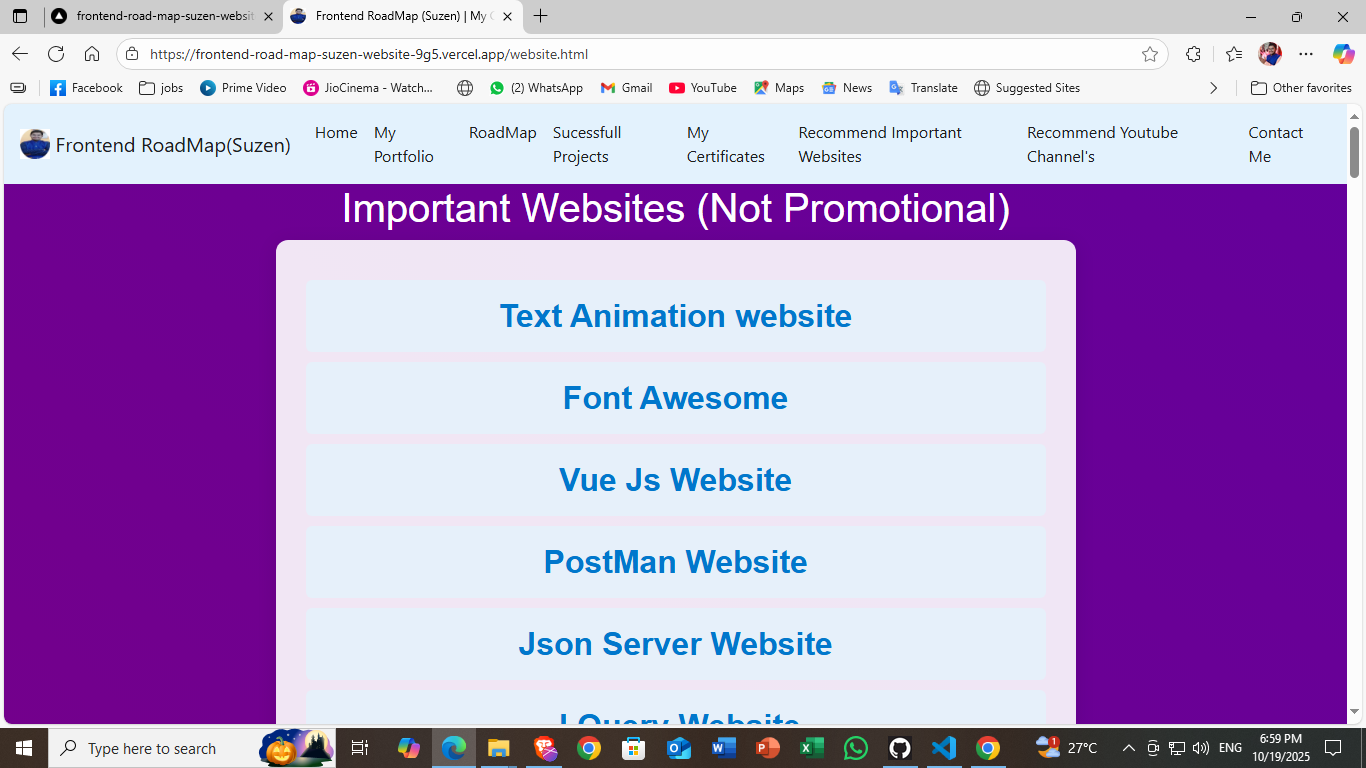 frontend-road-map-suzen-websit
Frontend RoadMap (Suzen) | My
https://frontend-road-map-suzen-website-9g5.vercel.app/website.html
Facebook jobs Prime Video JioCinema - Watch... (2) WhatsApp Gmail YouTube Maps News Translate Suggested Sites Other favorites
Frontend RoadMap(Suzen)
Home
My
Portfolio
RoadMap
Sucessfull
Projects
My
Certificates
Recommend Important
Websites
Recommend Youtube
Channel's
Contact
Me
Important Websites (Not Promotional)
Text Animation website
Font Awesome
Vue Js Website
PostMan Website
Json Server Website
Type here to search
1
27°C
ENG
6:59 PM
10/19/2025